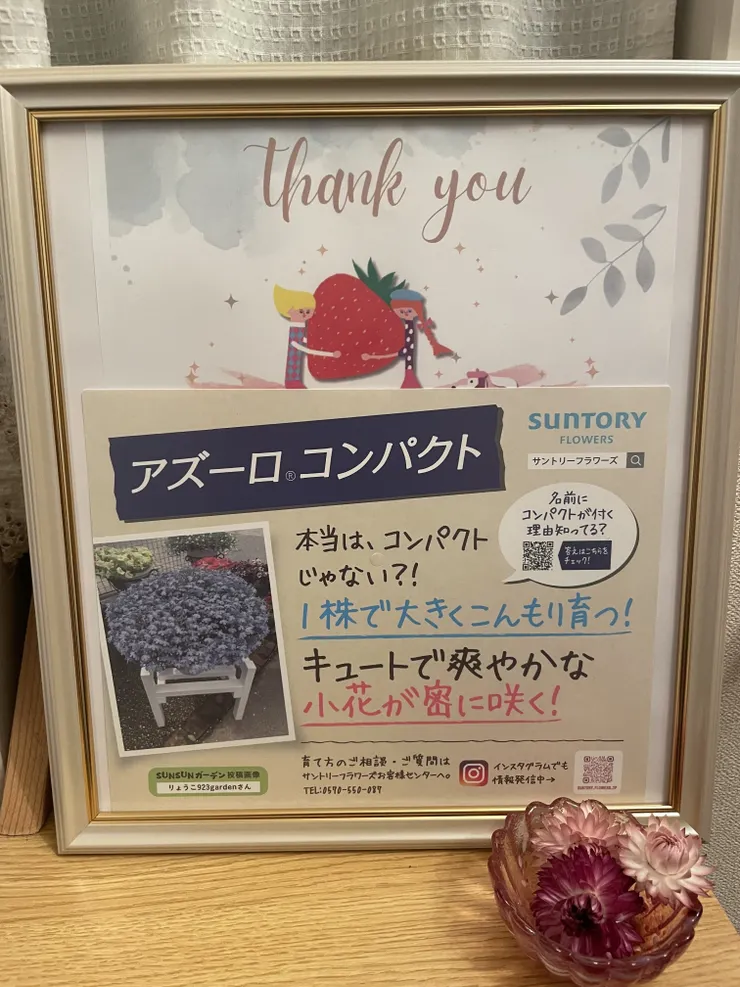 thank you
SUNTORY
FLOWERS
サントリーフラワーズ
アズーロ®コンパクト
名前に
コンパクトが付く
理由知ってる?
答えはこちらを
チェック!
本当は、コンパクト
じゃない?!
1株で大きくこんもり育つ!
キュートで爽やかな
小花が密に咲く!
SUNSUNガーデン投稿画像
りょうこ923gardenさん
育て方のご相談・ご質問は
サントリーフラワーズお客様センターへ。
TEL:0570-550-087
インスタグラムでも
情報発信中→